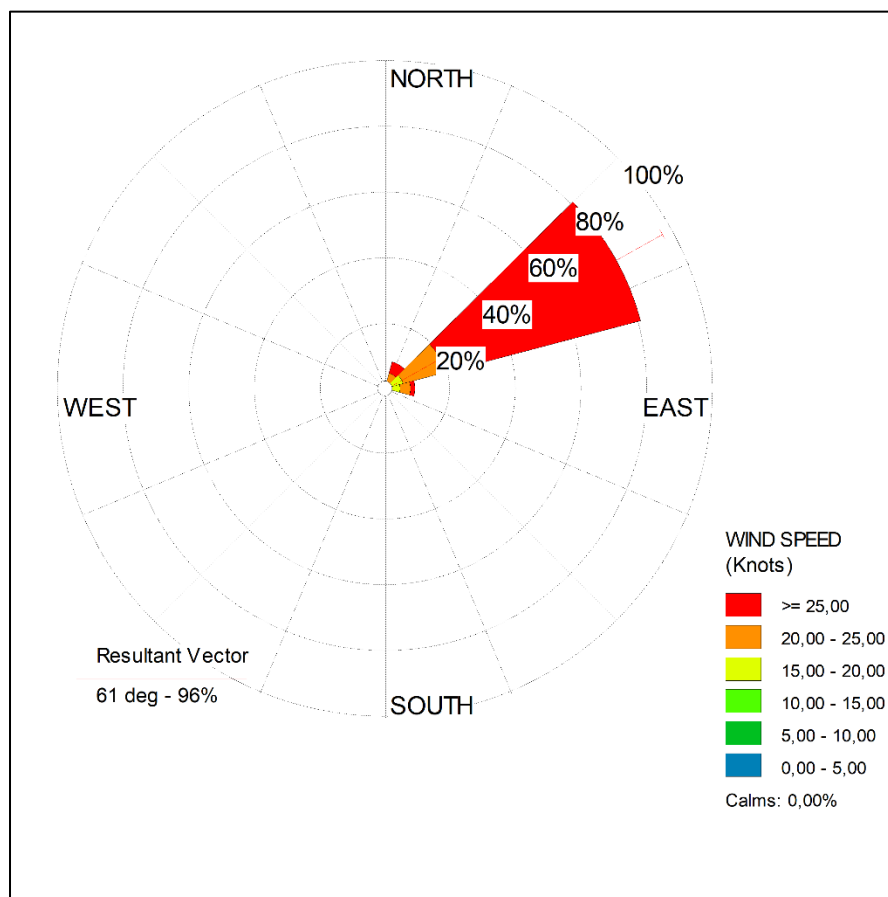 NORTH
100%
80%
60%
40%
20%
WEST
EAST
SOUTH
Resultant Vector
61 deg - 96%
WIND SPEED
(Knots)
>= 25,00
20,00 - 25,00
15,00 - 20,00
10,00 - 15,00
5,00 - 10,00
0,00 - 5,00
Calms: 0,00%